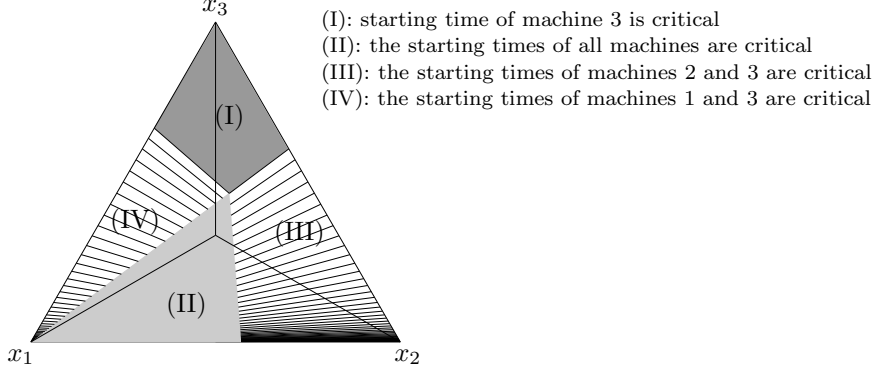 x₃
(I): starting time of machine 3 is critical
(II): the starting times of all machines are critical
(III): the starting times of machines 2 and 3 are critical
(IV): the starting times of machines 1 and 3 are critical
(I)
(IV)
(III)
(II)
x₁
x₂